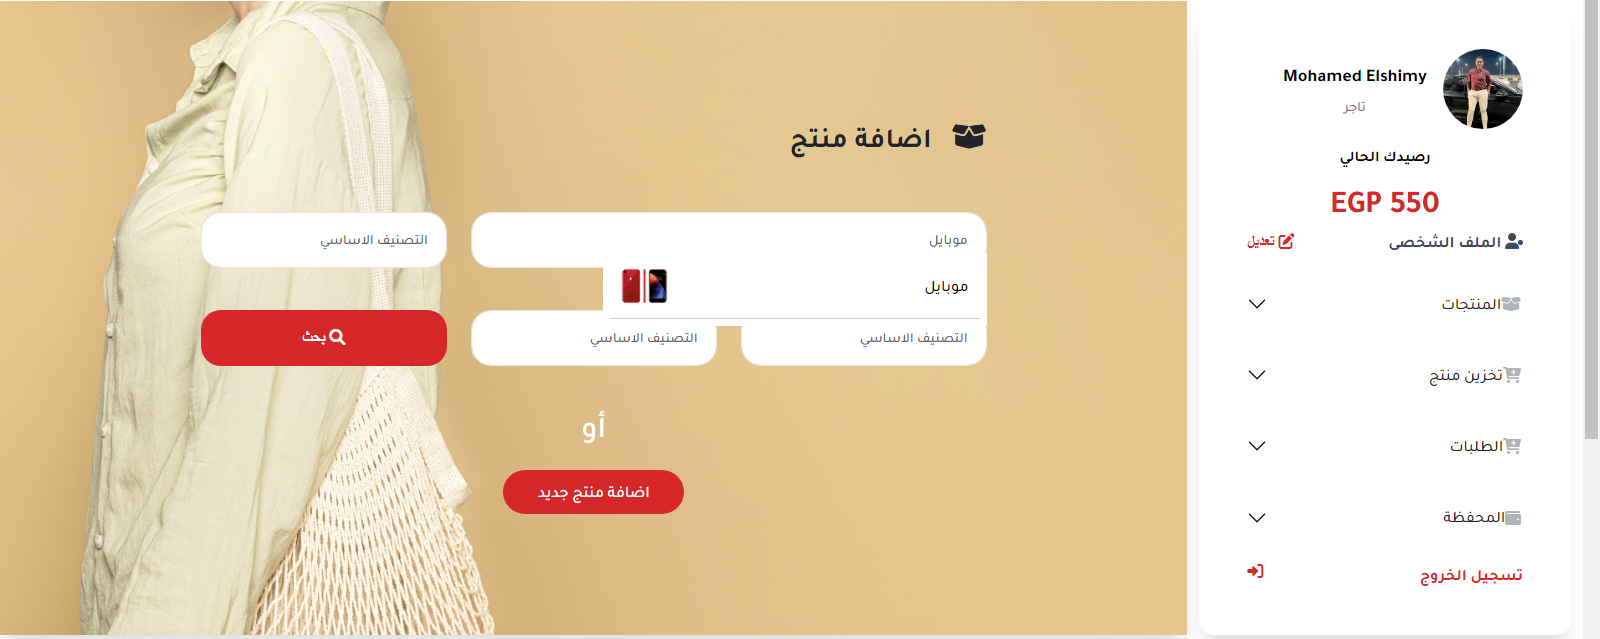 Mohamed Elshimy
تاجر
رصيدك الحالي
EGP 550
الملف الشخصى
تعديل
المنتجات
تخزين منتج
الطلبات
المحفظة
تسجيل الخروج
اضافة منتج
موبايل
التصنيف الاساسي
موبايل
التصنيف الاساسي
التصنيف الاساسي
بحث
أو
اضافة منتج جديد